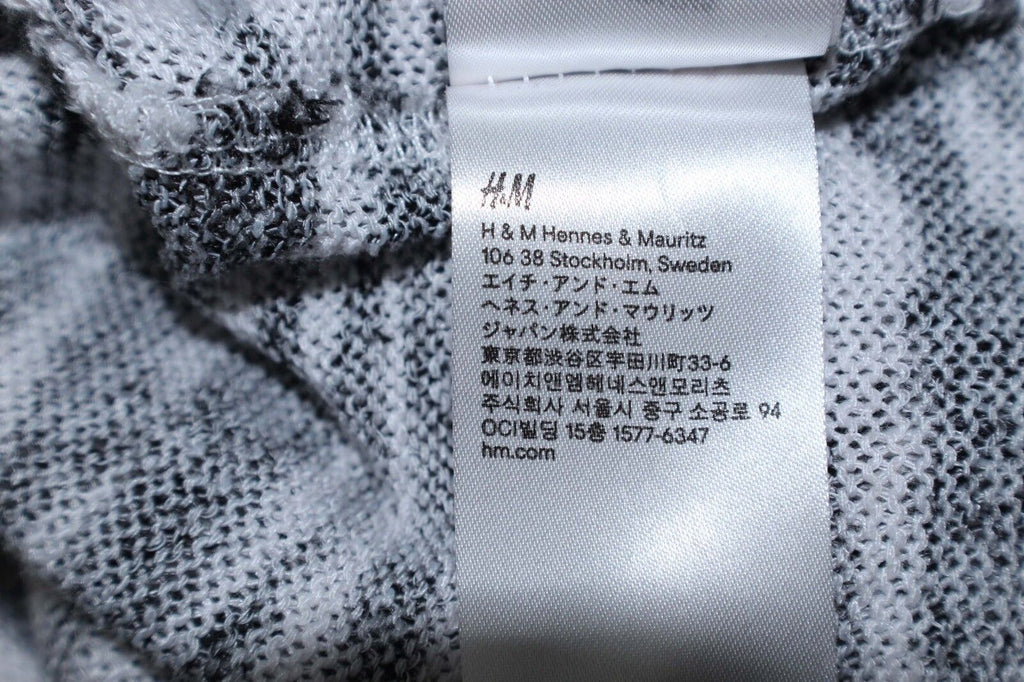 H&M
H & M Hennes & Mauritz
106 38 Stockholm, Sweden
エイチ・アンド・エム
ヘネス・アンド・マウリッツ
ジャパン株式会社
東京都渋谷区宇田川町33-6
에이치앤엠헤네스앤모리츠
주식회사 서울시 중구 소공로 94
OCI빌딩 15층 1577-6347
hm.com